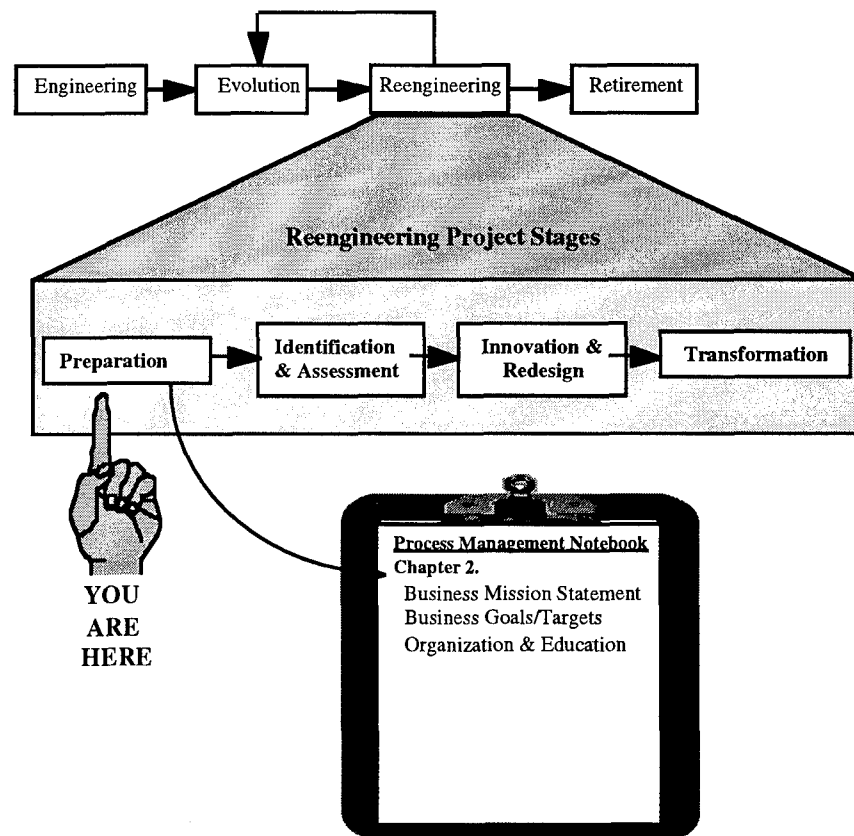 Engineering
Evolution
Reengineering
Retirement
Reengineering Project Stages
Preparation
Identification
& Assessment
Innovation &
Redesign
Transformation
YOU
ARE
HERE
Process Management Notebook
Chapter 2.
Business Mission Statement
Business Goals/Targets
Organization & Education